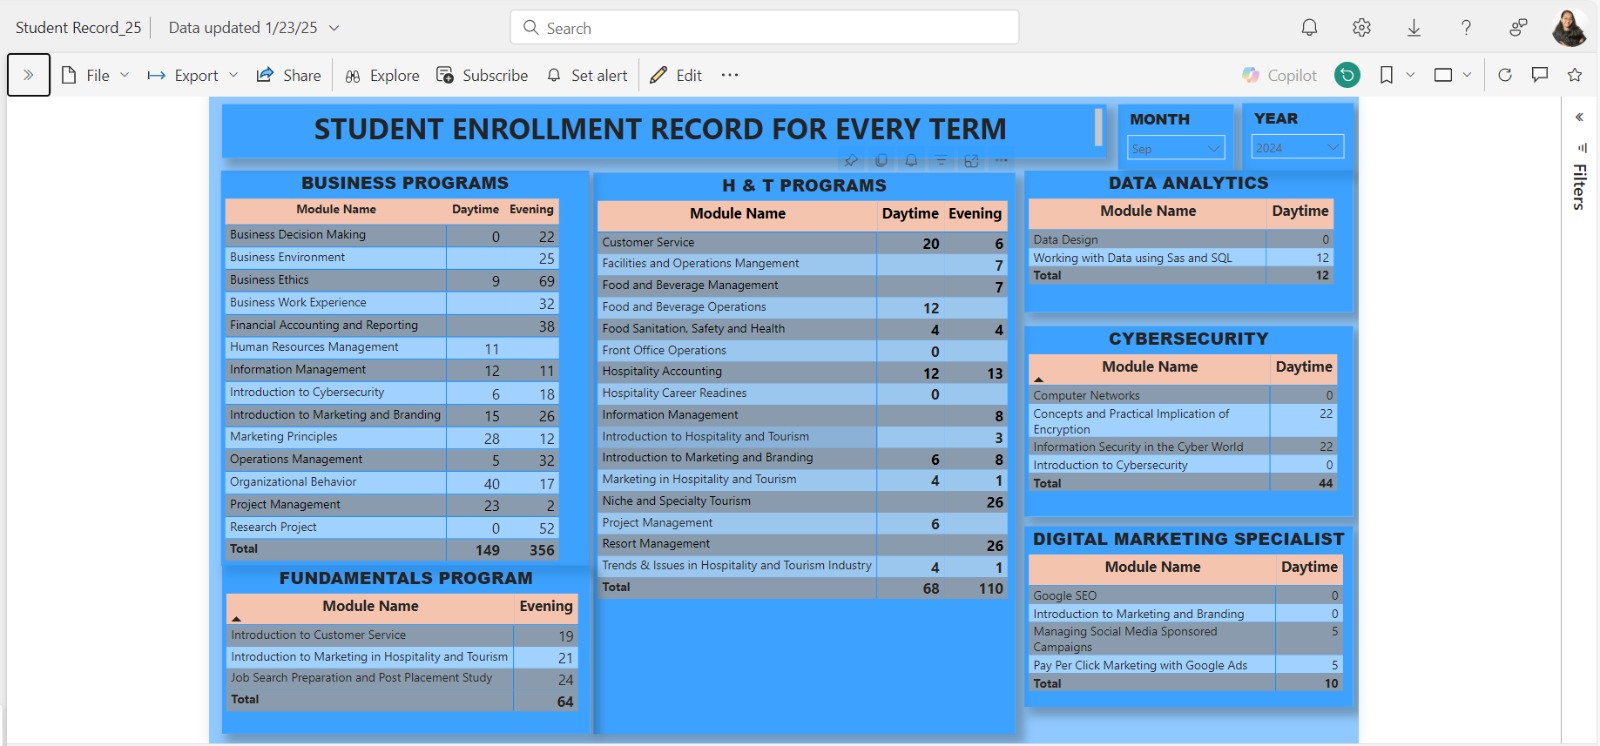 Student Record_25 Data updated 1/23/25 Search
File Export Share Explore Subscribe Set alert Edit Copilot
STUDENT ENROLLMENT RECORD FOR EVERY TERM
MONTH
Sep
YEAR
2024
Filters
BUSINESS PROGRAMS
Module Name Daytime Evening
Business Decision Making 0 22
Business Environment 25
Business Ethics 9 69
Business Work Experience 32
Financial Accounting and Reporting 38
Human Resources Management 11
Information Management 12 11
Introduction to Cybersecurity 6 18
Introduction to Marketing and Branding 15 26
Marketing Principles 28 12
Operations Management 5 32
Organizational Behavior 40 17
Project Management 23 2
Research Project 0 52
Total 149 356
FUNDAMENTALS PROGRAM
Module Name Evening
Introduction to Customer Service 19
Introduction to Marketing in Hospitality and Tourism 21
Job Search Preparation and Post Placement Study 24
Total 64
H & T PROGRAMS
Module Name Daytime Evening
Customer Service 20 6
Facilities and Operations Mangement 7
Food and Beverage Management 7
Food and Beverage Operations 12
Food Sanitation, Safety and Health 4 4
Front Office Operations 0
Hospitality Accounting 12 13
Hospitality Career Readines 0
Information Management 8
Introduction to Hospitality and Tourism 3
Introduction to Marketing and Branding 6 8
Marketing in Hospitality and Tourism 4 1
Niche and Specialty Tourism 26
Project Management 6
Resort Management 26
Trends & Issues in Hospitality and Tourism Industry 4 1
Total 68 110
DATA ANALYTICS
Module Name Daytime
Data Design 0
Working with Data using Sas and SQL 12
Total 12
CYBERSECURITY
Module Name Daytime
Computer Networks 0
Concepts and Practical Implication of 22
Encryption
Information Security in the Cyber World 22
Introduction to Cybersecurity 0
Total 44
DIGITAL MARKETING SPECIALIST
Module Name Daytime
Google SEO 0
Introduction to Marketing and Branding 0
Managing Social Media Sponsored 5
Campaigns
Pay Per Click Marketing with Google Ads 5
Total 10